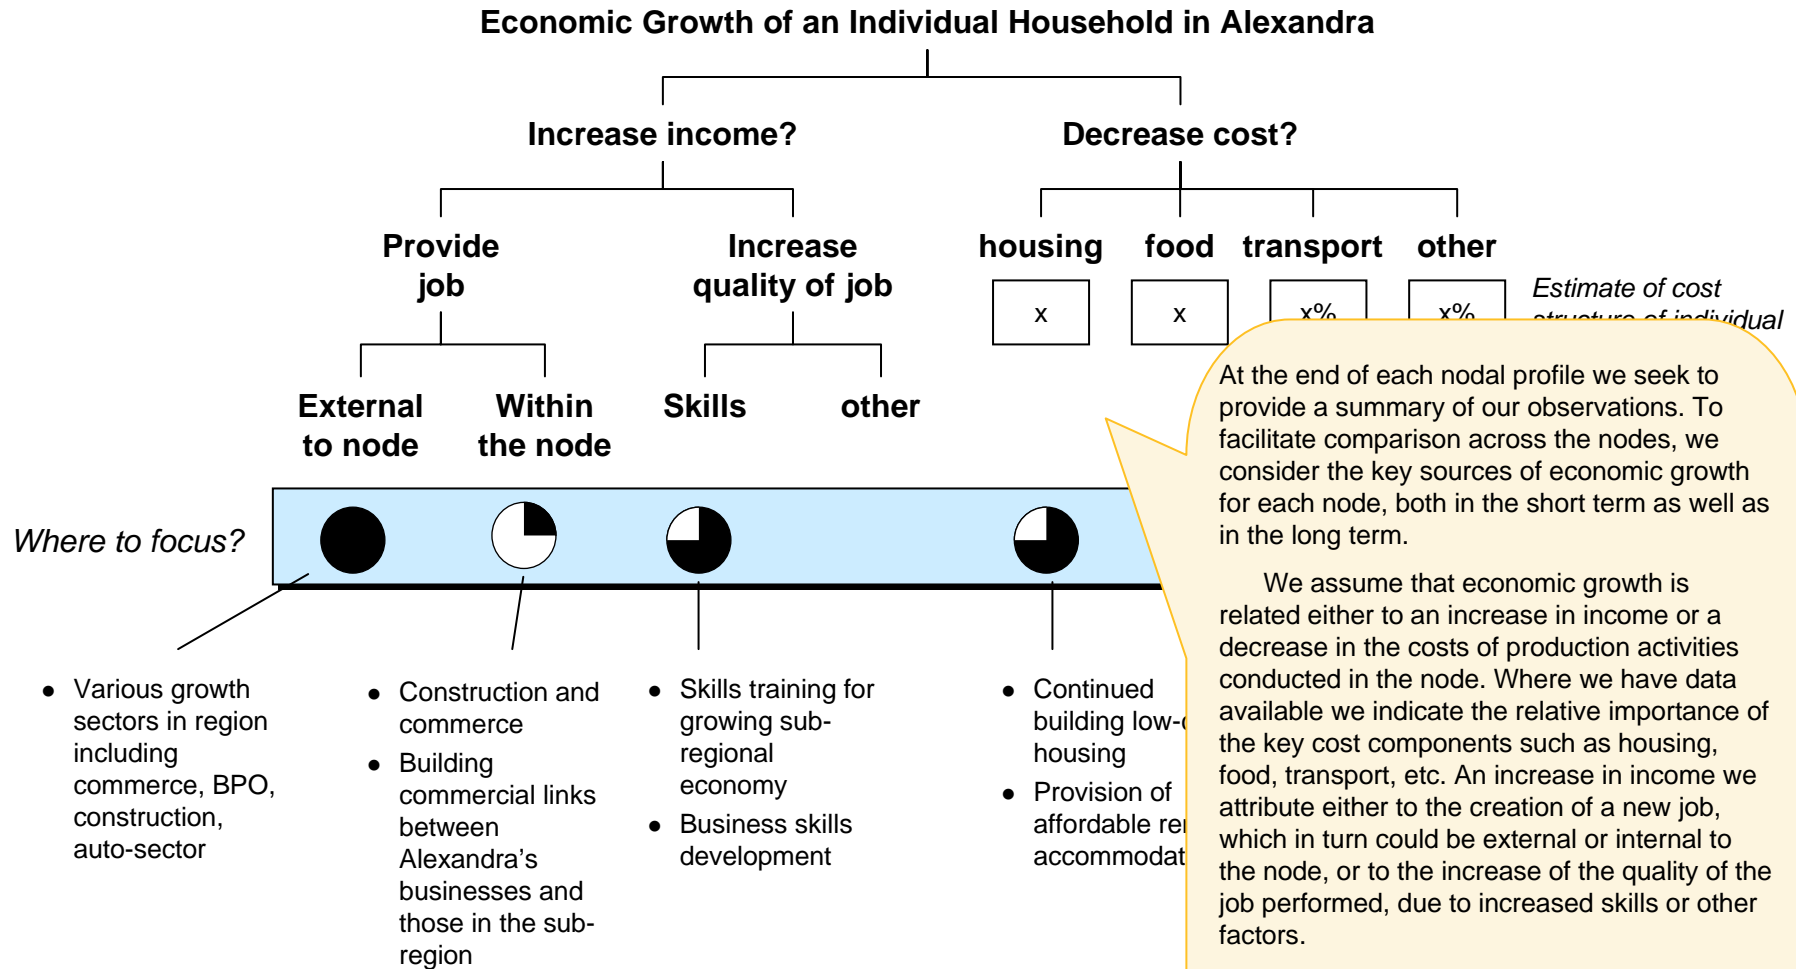 Economic Growth of an Individual Household in Alexandra
Increase income?
Decrease cost?
Provide
job
Increase
quality of job
housing
food
transport
other
x
x
x%
x%
Estimate of cost
structure of individual
External
to node
Within
the node
Skills
other
Where to focus?
● Various growth
sectors in region
including
commerce, BPO,
construction,
auto-sector
● Construction and
commerce
● Building
commercial links
between
Alexandra’s
businesses and
those in the sub-
region
● Skills training for
growing sub-
regional
economy
● Business skills
development
● Continued
building
housing
● Provision of
affordable
At the end of each nodal profile we seek to
provide a summary of our observations. To
facilitate comparison across the nodes, we
consider the key sources of economic growth
for each node, both in the short term as well as
in the long term.
We assume that economic growth is
related either to an increase in income or a
decrease in the costs of production activities
conducted in the node. Where we have data
available we indicate the relative importance of
the key cost components such as housing,
food, transport, etc. An increase in income we
attribute either to the creation of a new job,
which in turn could be external or internal to
the node, or to the increase of the quality of the
job performed, due to increased skills or other
factors.